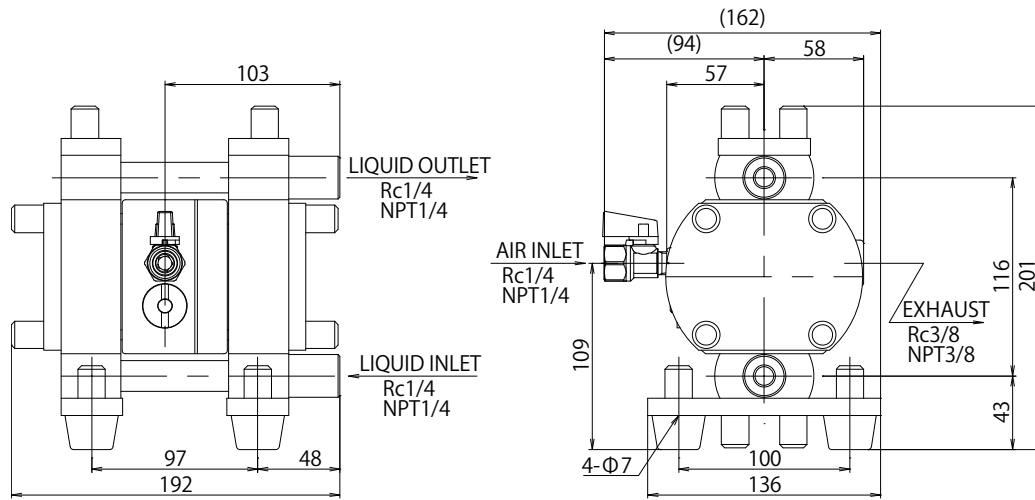 103
LIQUID OUTLET
Rc1/4
NPT1/4
LIQUID INLET
Rc1/4
NPT1/4
97
48
192
(162)
(94)
58
57
AIR INLET
Rc1/4
NPT1/4
109
116
201
EXHAUST
Rc3/8
NPT3/8
43
4-Φ7
100
136